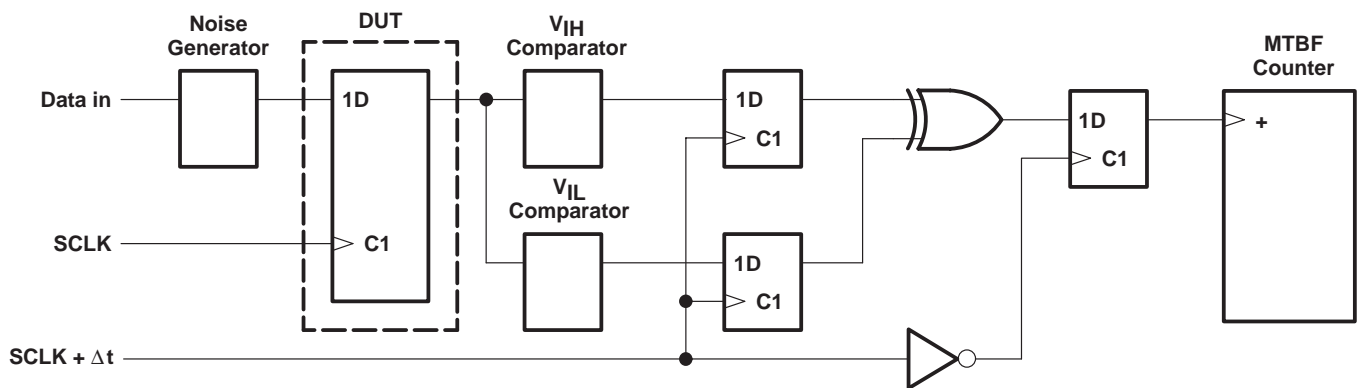 Noise
Generator
DUT
VIH
Comparator
MTBF
Counter
Data in
1D
1D
1D
+
C1
C1
VIL
Comparator
SCLK
C1
1D
C1
SCLK + Δt